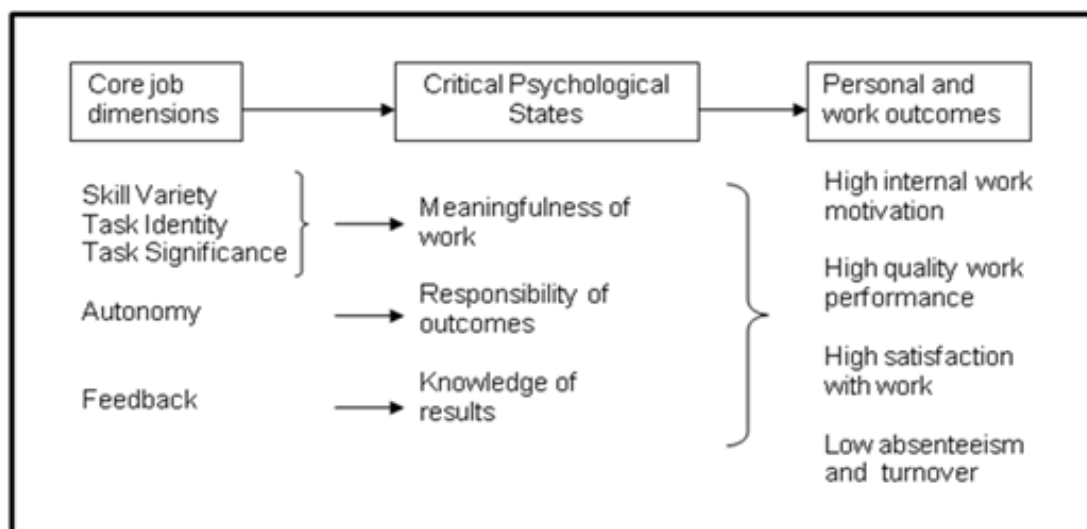 Core job
dimensions
Critical Psychological
States
Personal and
work outcomes
Skill Variety
Task Identity
Task Significance
Meaningfulness of
work
Autonomy
Responsibility of
outcomes
Feedback
Knowledge of
results
High internal work
motivation
High quality work
performance
High satisfaction
with work
Low absenteeism
and turnover